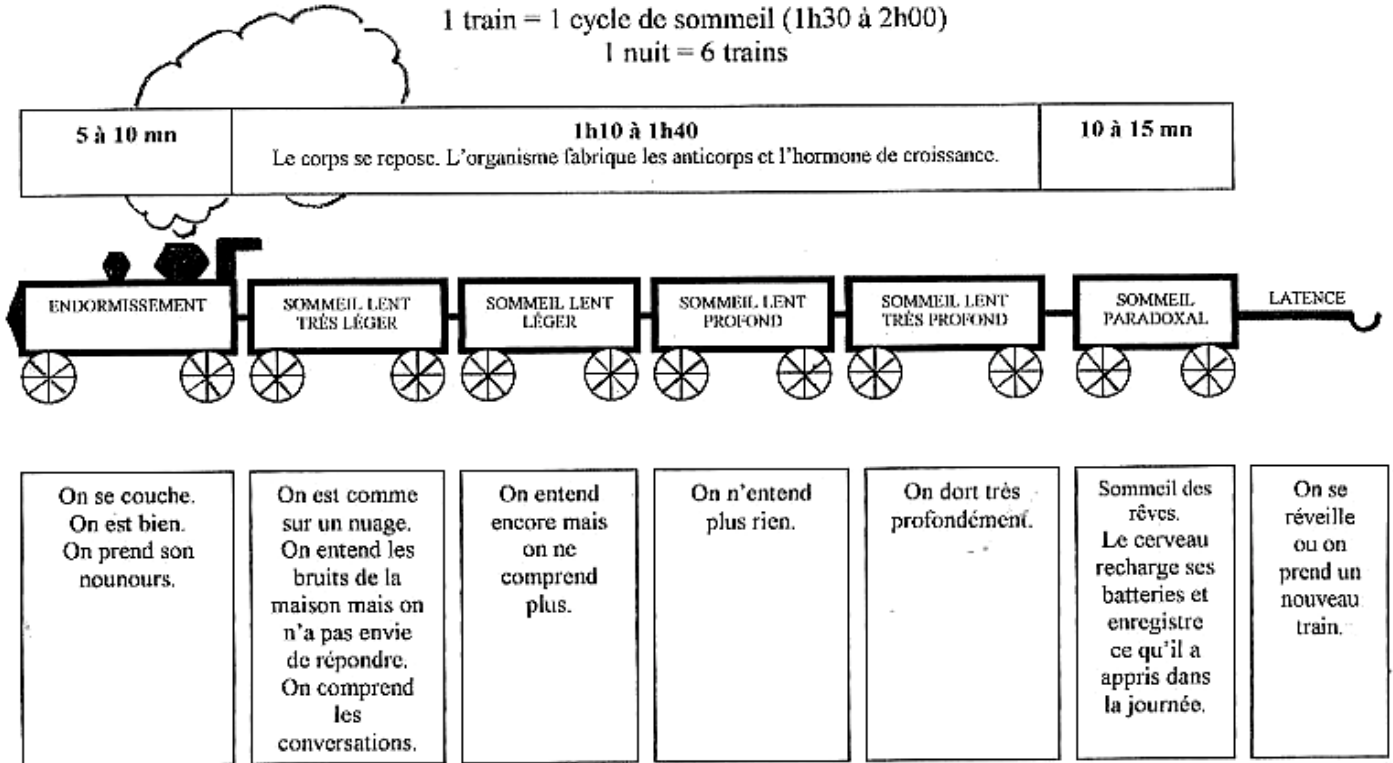 1 train = 1 cycle de sommeil (1h30 à 2h00)
1 nuit = 6 trains
5 à 10 mn
1h10 à 1h40
Le corps se repose. L'organisme fabrique les anticorps et l'hormone de croissance.
10 à 15 mn
ENDORMISSEMENT
SOMMEIL LENT
TRÈS LÉGER
SOMMEIL LENT
LÉGER
SOMMEIL LENT
PROFOND
SOMMEIL LENT
TRÈS PROFOND
SOMMEIL
PARADOXAL
LATENCE
On se couche.
On est bien.
On prend son
nounours.
On est comme
sur un nuage.
On entend les
bruits de la
maison mais on
n'a pas envie
de répondre.
On comprend
les
conversations.
On entend
encore mais
on ne
comprend
plus.
On n'entend
plus rien.
On dort très
profondément.
Sommeil des
rêves.
Le cerveau
recharge ses
batteries et
enregistre
ce qu'il a
appris dans
la journée.
On se
réveille
ou on
prend un
nouveau
train.